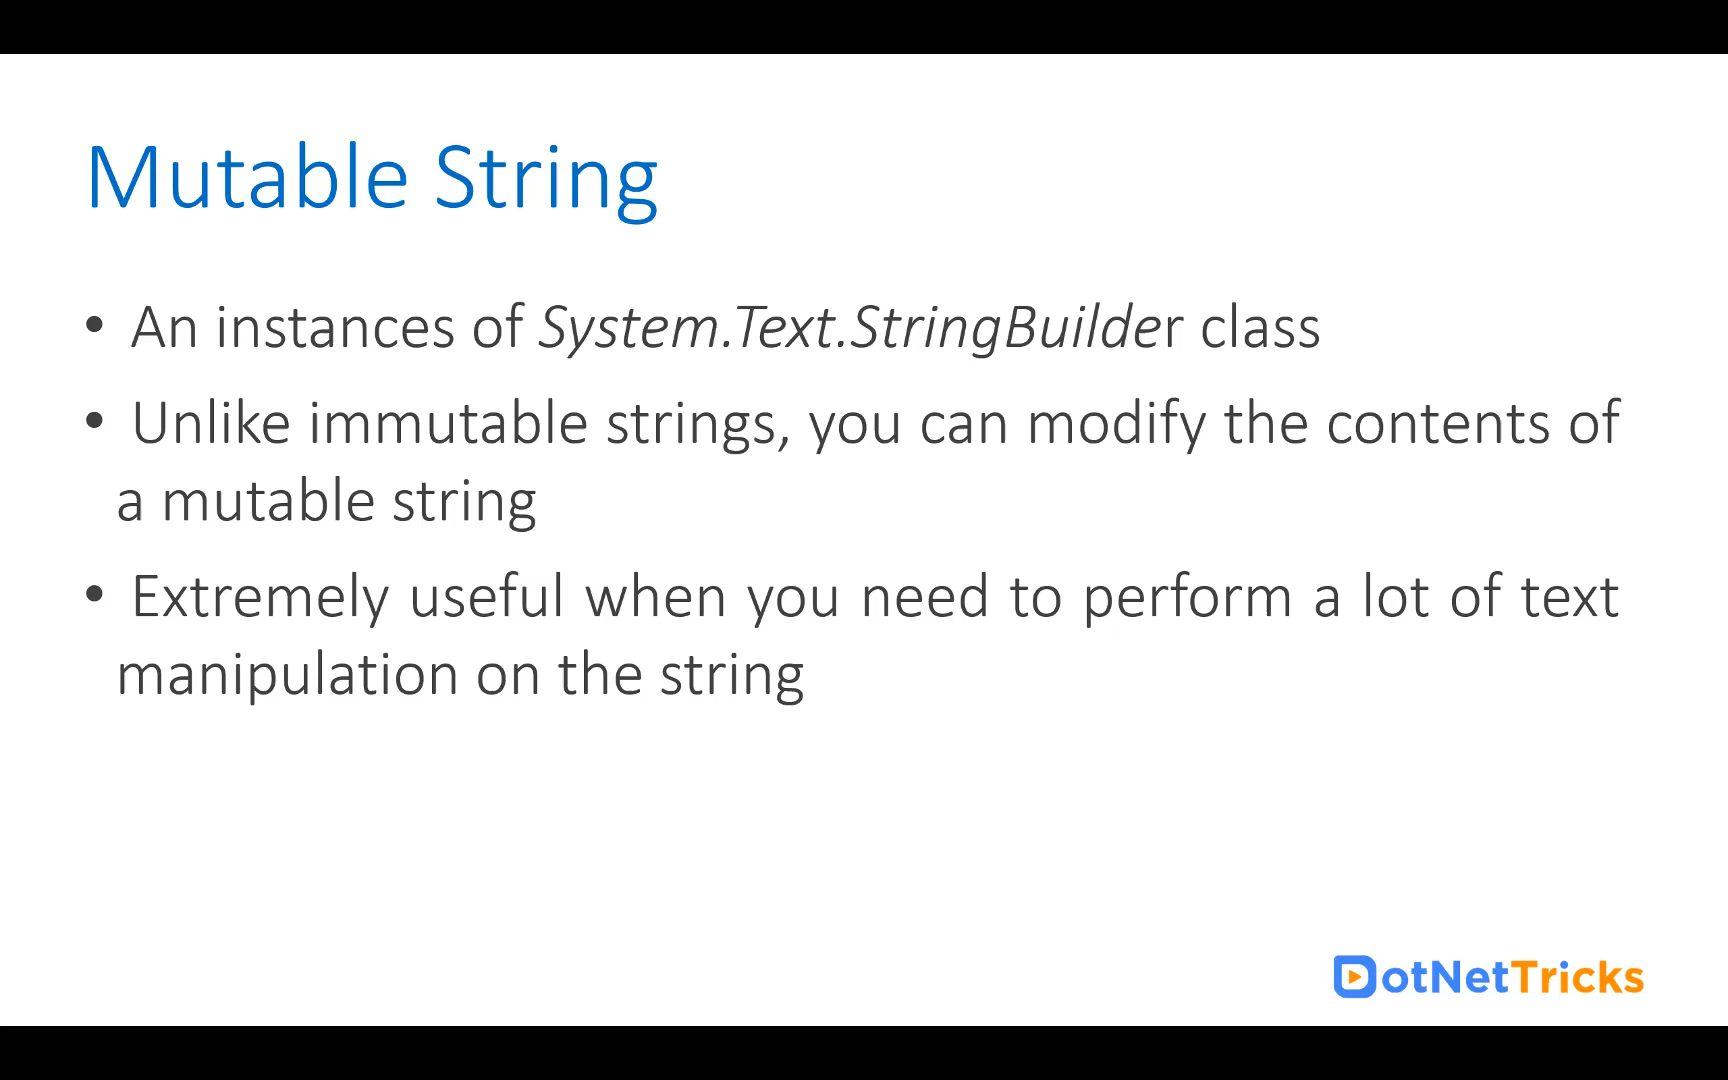 Mutable String
• An instances of System.Text.StringBuilder class
• Unlike immutable strings, you can modify the contents of
a mutable string
• Extremely useful when you need to perform a lot of text
manipulation on the string
DotNetTricks